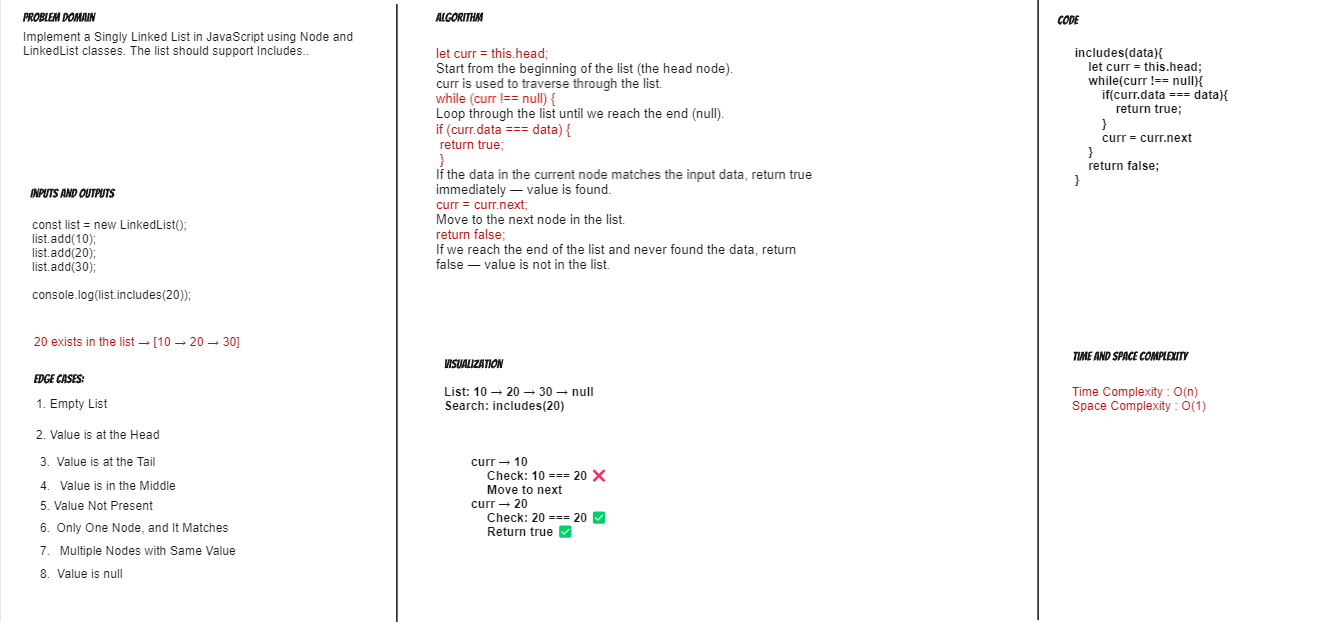 PROBLEM DOMAIN
Implement a Singly Linked List in JavaScript using Node and
LinkedList classes. The list should support Includes..
INPUTS AND OUTPUTS
const list = new LinkedList();
list.add(10);
list.add(20);
list.add(30);
console.log(list.includes(20));
20 exists in the list → [10 → 20 → 30]
EDGE CASES:
1. Empty List
2. Value is at the Head
3. Value is at the Tail
4. Value is in the Middle
5. Value Not Present
6. Only One Node, and It Matches
7. Multiple Nodes with Same Value
8. Value is null
ALGORITHM
let curr = this.head;
Start from the beginning of the list (the head node).
curr is used to traverse through the list.
while (curr !== null) {
Loop through the list until we reach the end (null).
if (curr.data === data) {
return true;
}
If the data in the current node matches the input data, return true
immediately — value is found.
curr = curr.next;
Move to the next node in the list.
return false;
If we reach the end of the list and never found the data, return
false — value is not in the list.
VISUALIZATION
List: 10 → 20 → 30 → null
Search: includes(20)
curr → 10
Check: 10 === 20 ❌
Move to next
curr → 20
Check: 20 === 20 ✅
Return true ✅
CODE
includes(data){
let curr = this.head;
while(curr !== null){
if(curr.data === data){
return true;
}
curr = curr.next
}
return false;
}
TIME AND SPACE COMPLEXITY
Time Complexity : O(n)
Space Complexity : O(1)